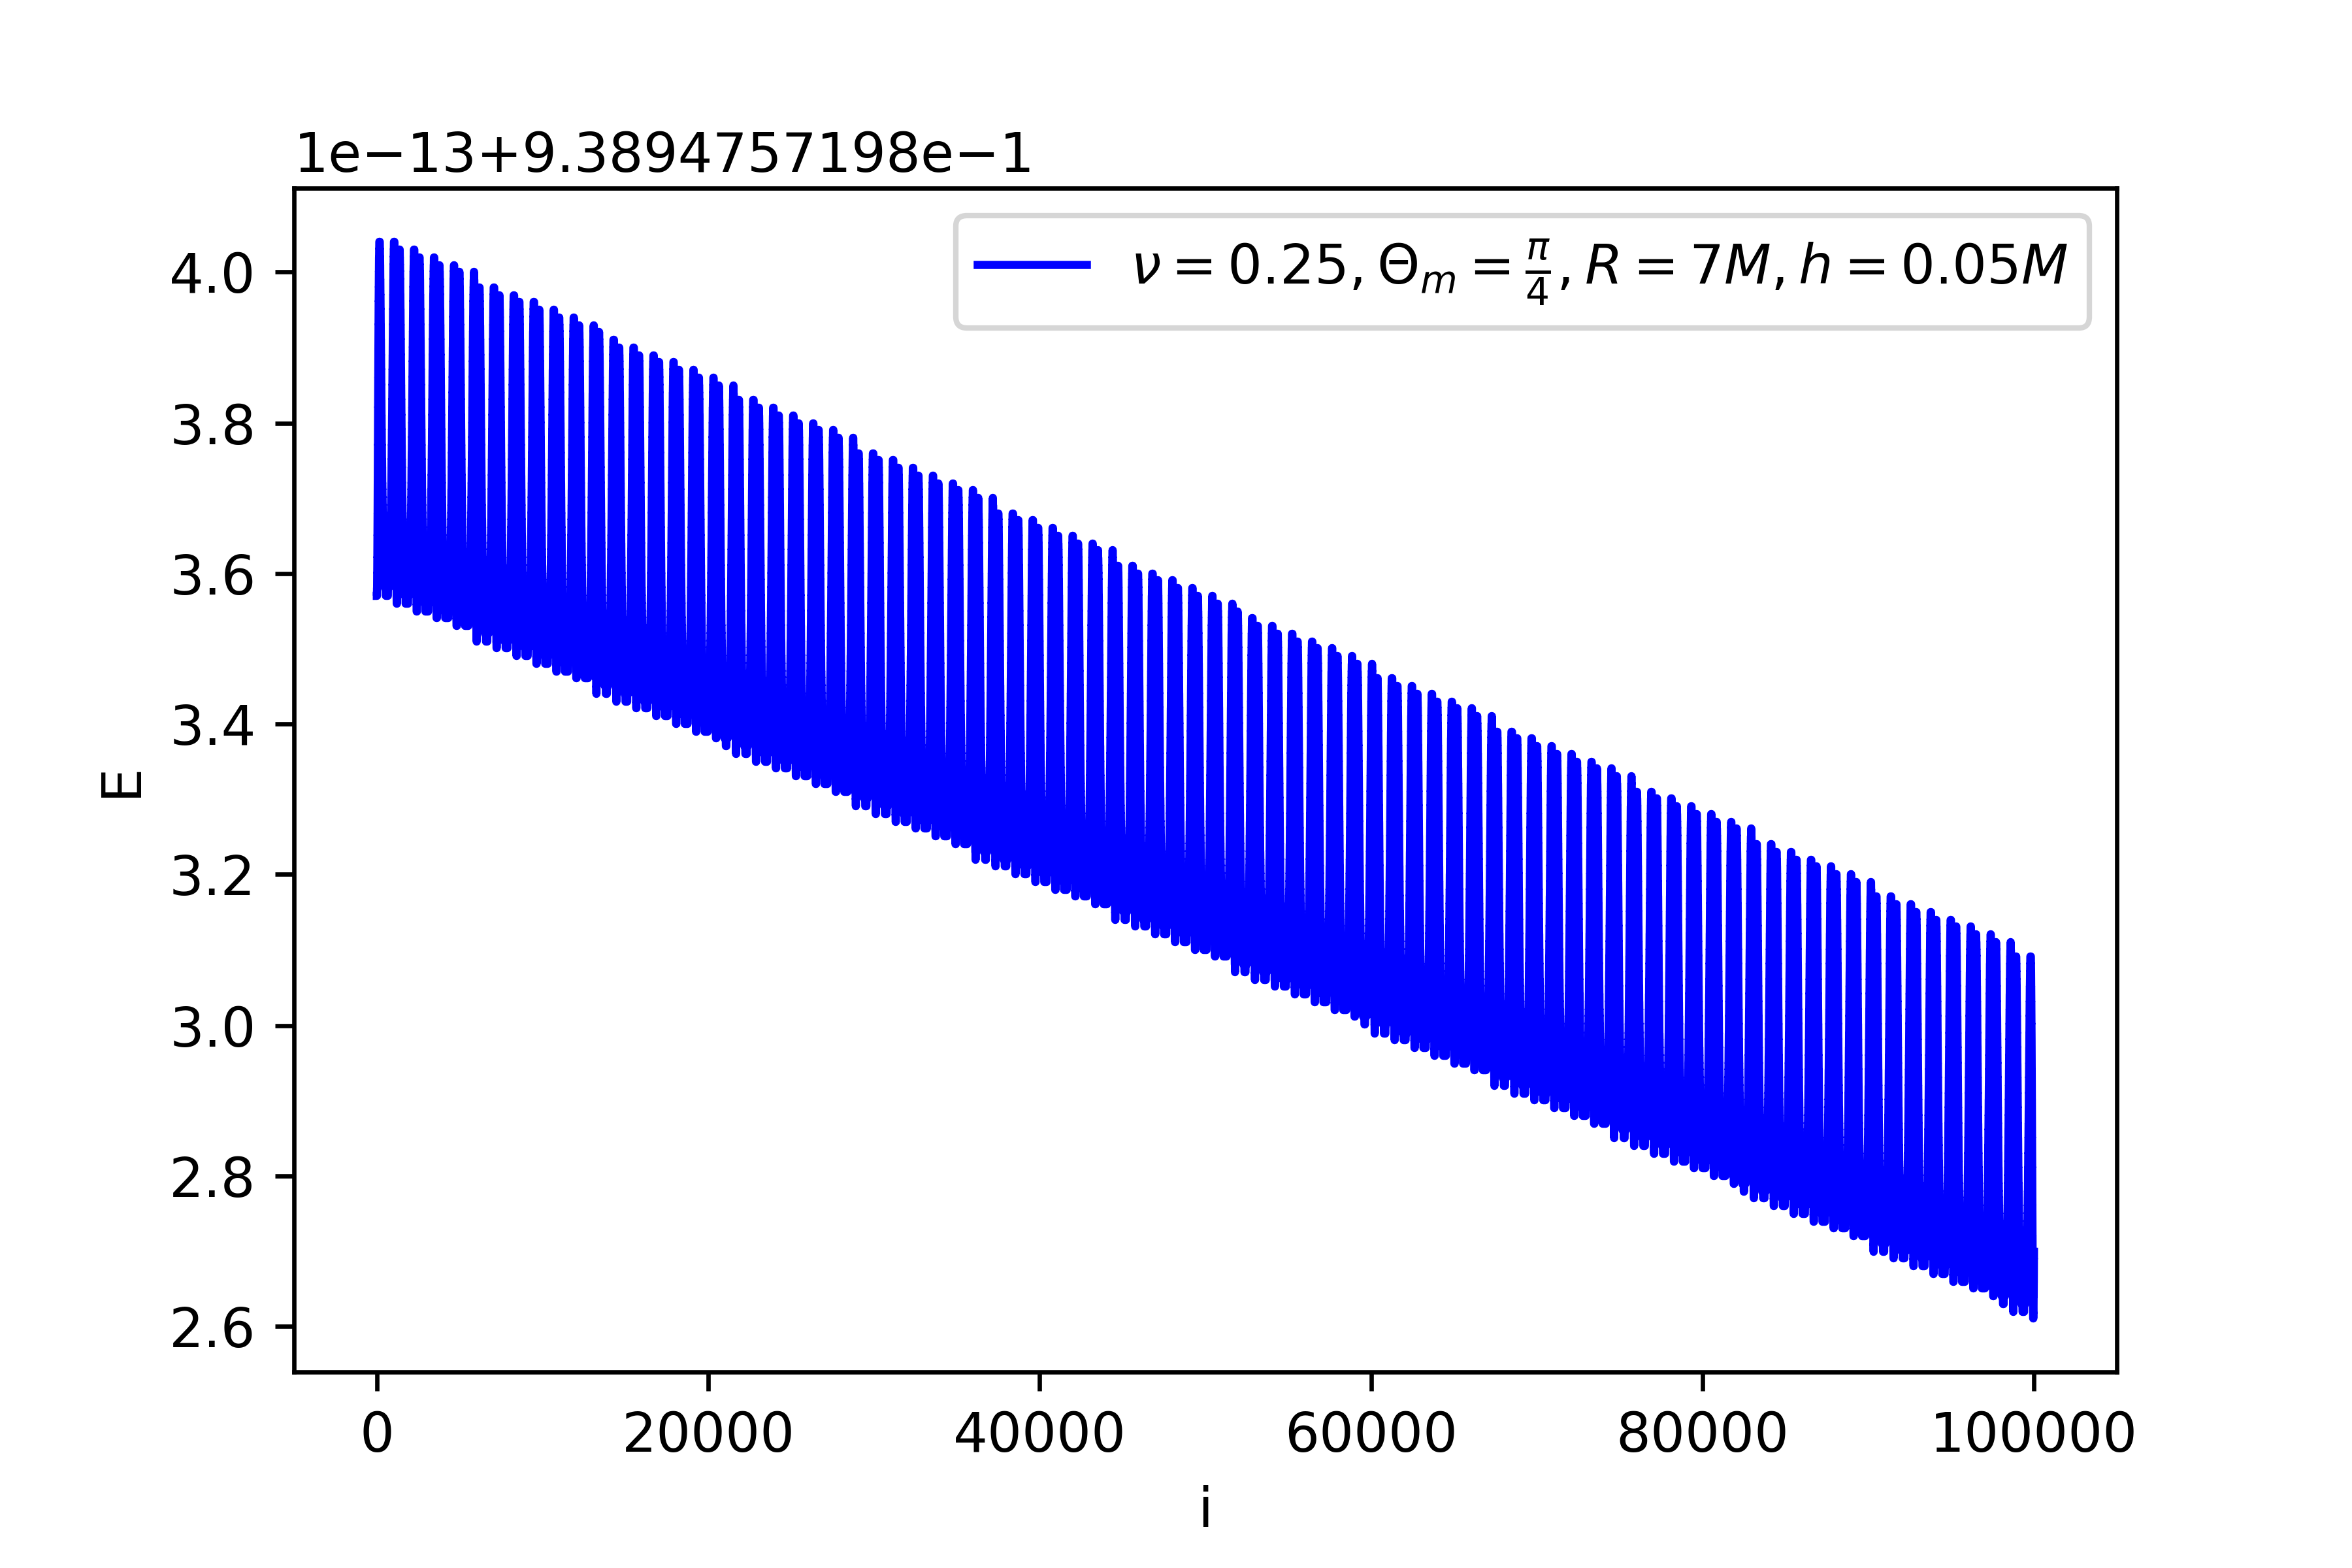 1e−13+9.3894757198e−1
ν = 0.25, Θ_m = π/4, R = 7M, h = 0.05M
4.0
3.8
3.6
3.4
3.2
3.0
2.8
2.6
E
0 20000 40000 60000 80000 100000
i